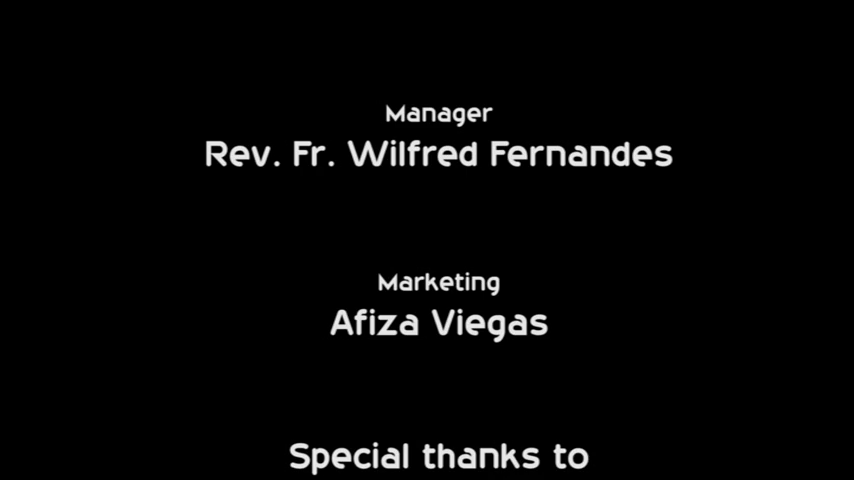 Manager
Rev. Fr. Wilfred Fernandes
Marketing
Afiza Viegas
Special thanks to